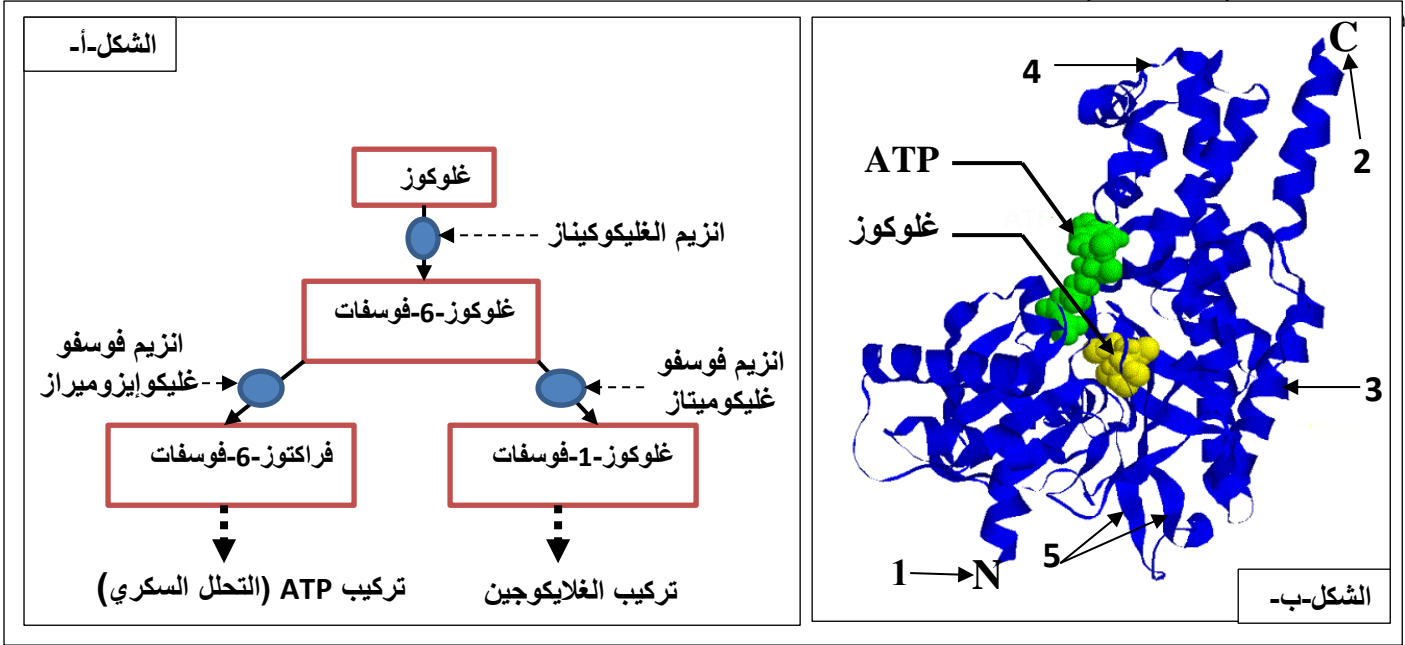 الشكل-أ-
غلوكوز
انزيم الغليكوكيناز
غلوكوز-6-فوسفات
انزيم فوسفو
غليكوإيزوميراز
انزيم فوسفو
غليكوميتاز
فراكتوز-6-فوسفات
غلوكوز-1-فوسفات
تركيب ATP (التحلل السكري)
تركيب الغلايكوجين
C
4
2
ATP
غلوكوز
3
5
1
N
الشكل-ب-